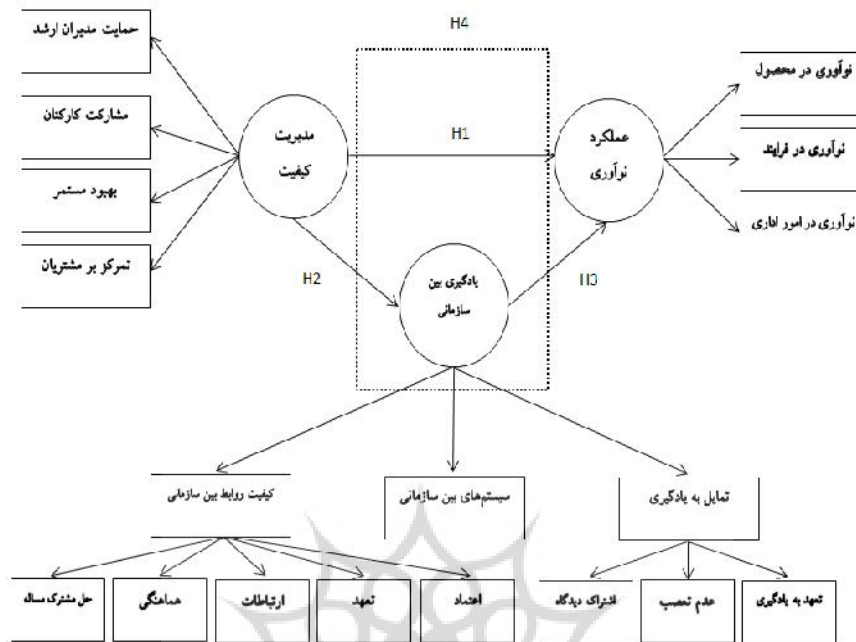 H4
حمایت مدیران ارشد
مشارکت کارکنان
بهبود مستمر
تمرکز بر مشتریان
مدیریت
کیفیت
H1
عملکرد
نوآوری
نوآوری در محصول
نوآوری در فرایند
نوآوری در امور اداری
H2
یادگیری بین
سازمانی
H3
کیفیت روابط بین سازمانی
سیستم‌های بین سازمانی
تمایل به یادگیری
حل مشترک مساله
هماهنگی
ارتباطات
تعهد
اعتماد
اشتراک دیدگاه
عدم تعصب
تعهد به یادگیری